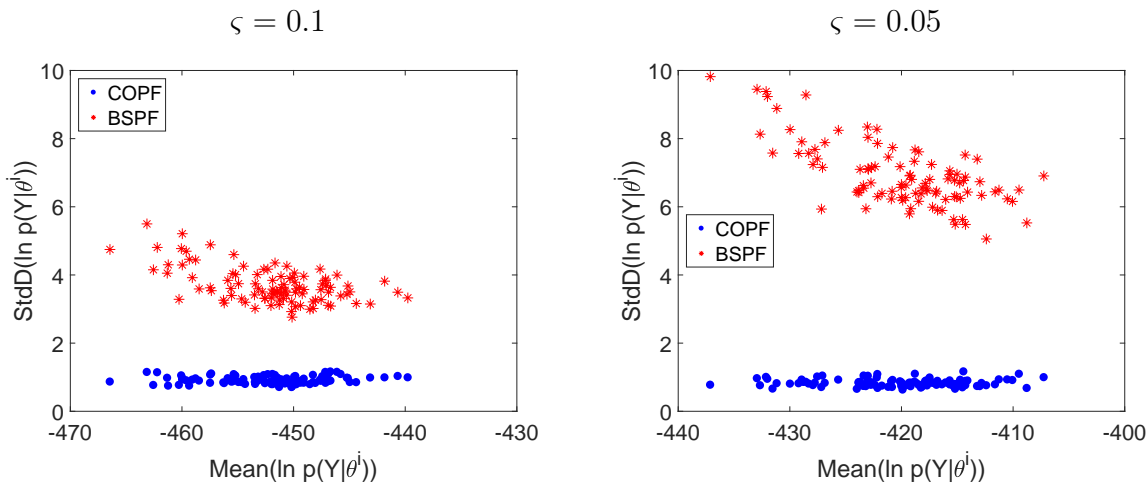 ς = 0.1
10
8
6
4
2
0
StdD(ln p(Y|θ^i))
COPF
BSPF
-470
-460
-450
-440
-430
Mean(ln p(Y|θ^i))
ς = 0.05
10
8
6
4
2
0
StdD(ln p(Y|θ^i))
COPF
BSPF
-440
-430
-420
-410
-400
Mean(ln p(Y|θ^i))